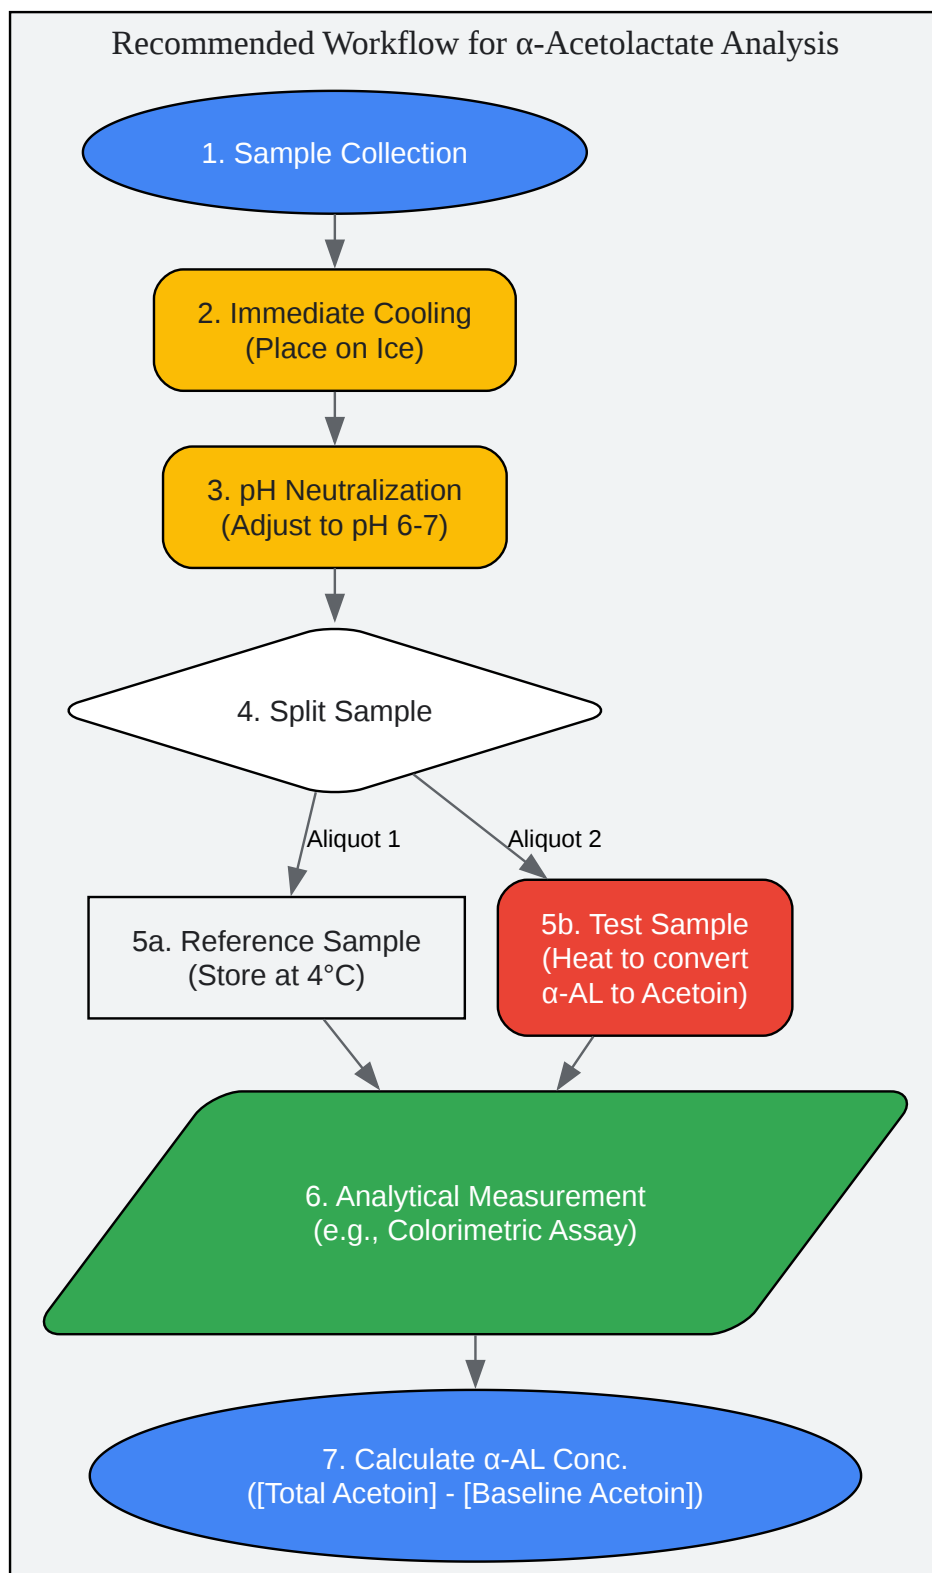 Recommended Workflow for α-Acetolactate Analysis
1. Sample Collection
2. Immediate Cooling
(Place on Ice)
3. pH Neutralization
(Adjust to pH 6-7)
4. Split Sample
Aliquot 1
Aliquot 2
5a. Reference Sample
(Store at 4°C)
5b. Test Sample
(Heat to convert
α-AL to Acetoin)
6. Analytical Measurement
(e.g., Colorimetric Assay)
7. Calculate α-AL Conc.
([Total Acetoin] - [Baseline Acetoin])